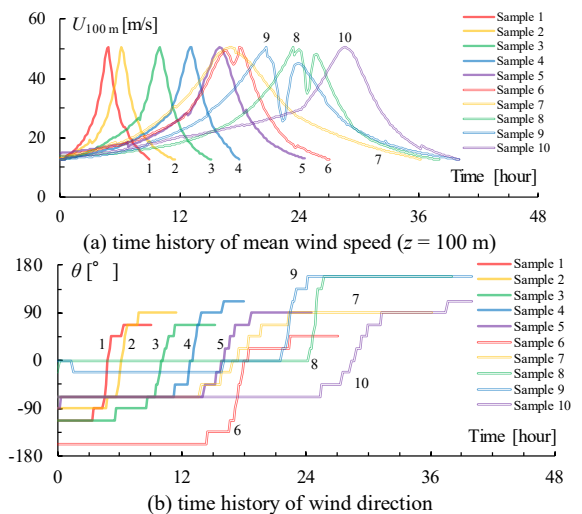 U100 m [m/s]
60
40
20
0
0 12 24 36 48
Time [hour]
9 8 10
1 2 3 4 5 6 7
Sample 1
Sample 2
Sample 3
Sample 4
Sample 5
Sample 6
Sample 7
Sample 8
Sample 9
Sample 10
(a) time history of mean wind speed (z = 100 m)
θ [°]
180
90
0
-90
-180
0 12 24 36 48
Time [hour]
9
7
1 2 3 4 5
8
10
6
Sample 1
Sample 2
Sample 3
Sample 4
Sample 5
Sample 6
Sample 7
Sample 8
Sample 9
Sample 10
(b) time history of wind direction